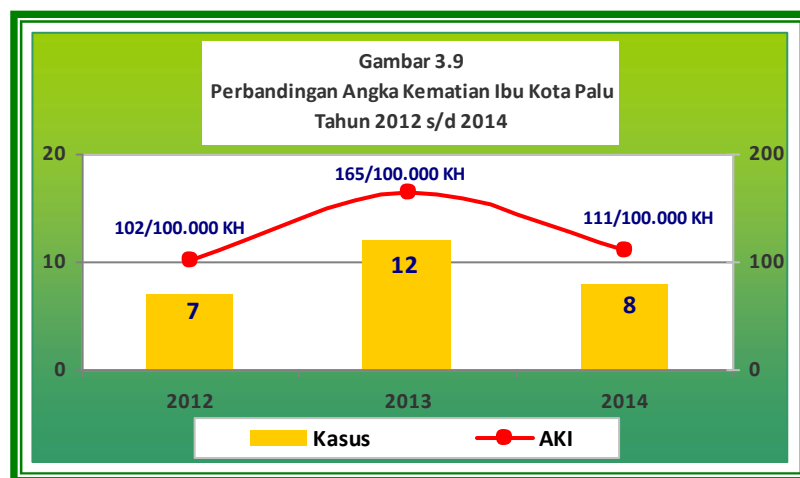 Gambar 3.9
Perbandingan Angka Kematian Ibu Kota Palu
Tahun 2012 s/d 2014
20
200
165/100.000 KH
111/100.000 KH
102/100.000 KH
10
12
100
7
8
0
0
2012
2013
2014
Kasus
AKI